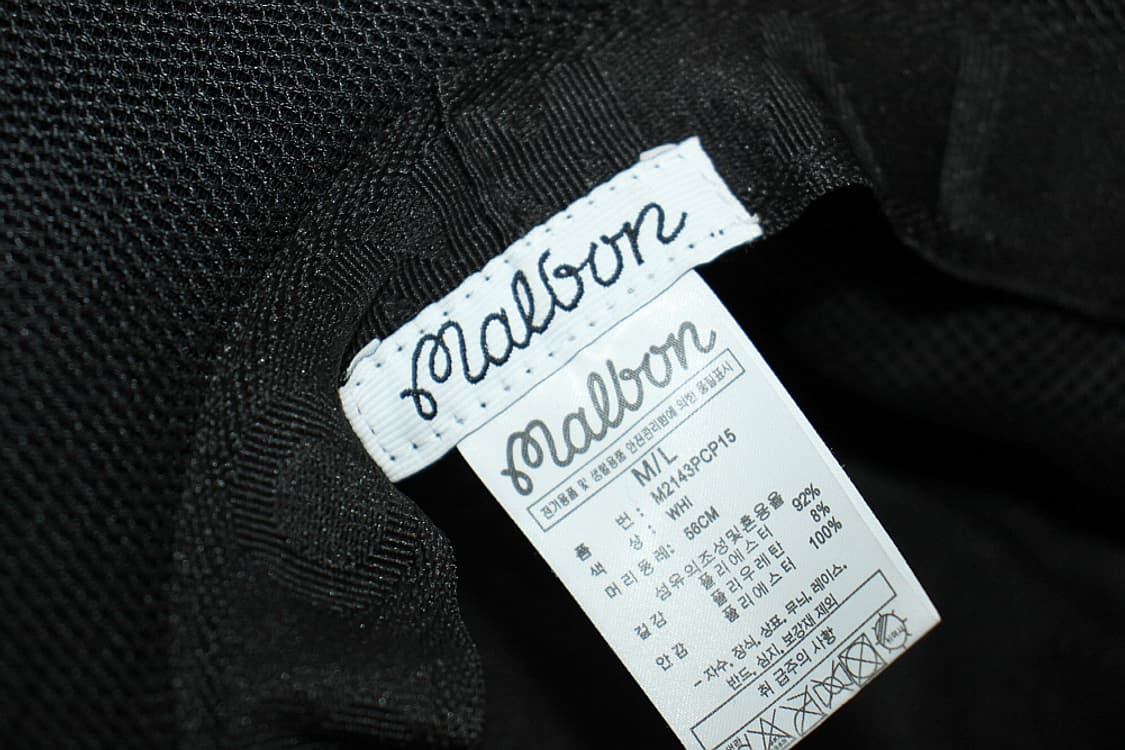 Malbon
Malbon
전기용품 및 생활용품 안전관리법에 의한 품질표시
M/L
품 번 : M2143PCP15
색 상 : WHI
머리둘레: 56CM
섬유의조성및혼용율
겉감 폴리에스터 92%
폴리우레탄 8%
안감 폴리에스터 100%
- 자수, 장식, 상표, 무늬, 레이스,
반드, 심지, 보강재 제외
취 급주의 사항